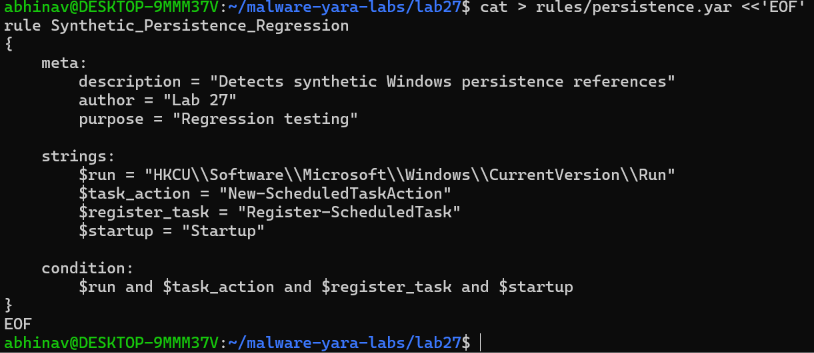 abhinav@DESKTOP-9MMM37V:~/malware-yara-labs/lab27$ cat > rules/persistence.yar <<'EOF'
rule Synthetic_Persistence_Regression
{
    meta:
        description = "Detects synthetic Windows persistence references"
        author = "Lab 27"
        purpose = "Regression testing"

    strings:
        $run = "HKCU\\Software\\Microsoft\\Windows\\CurrentVersion\\Run"
        $task_action = "New-ScheduledTaskAction"
        $register_task = "Register-ScheduledTask"
        $startup = "Startup"

    condition:
        $run and $task_action and $register_task and $startup
}
EOF
abhinav@DESKTOP-9MMM37V:~/malware-yara-labs/lab27$